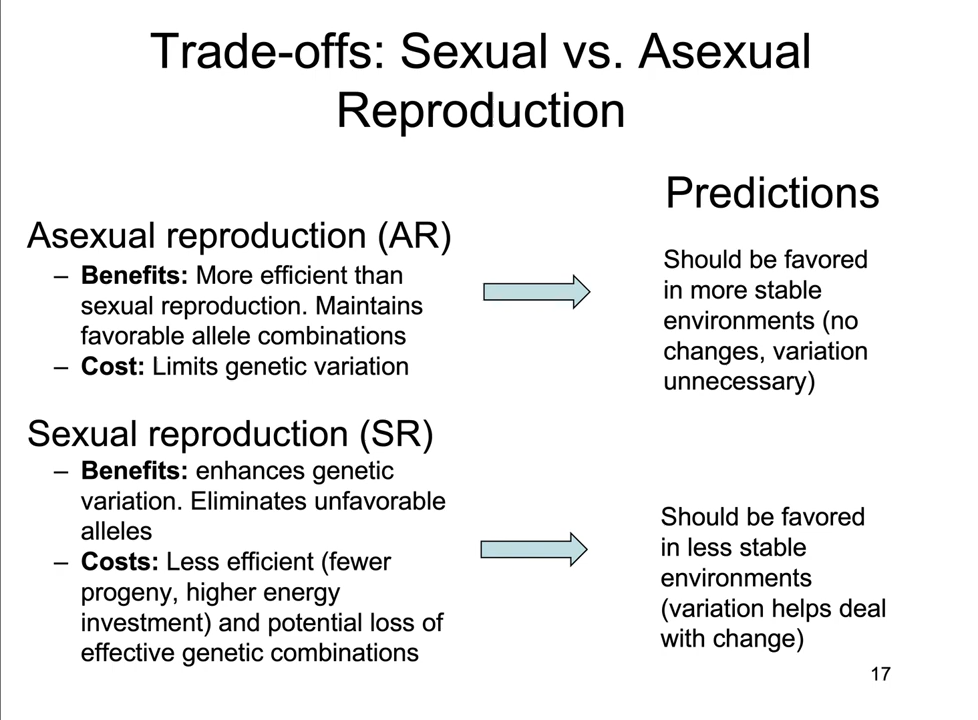 Trade-offs: Sexual vs. Asexual
Reproduction
Predictions
Asexual reproduction (AR)
– Benefits: More efficient than
sexual reproduction. Maintains
favorable allele combinations
– Cost: Limits genetic variation
Should be favored
in more stable
environments (no
changes, variation
unnecessary)
Sexual reproduction (SR)
– Benefits: enhances genetic
variation. Eliminates unfavorable
alleles
– Costs: Less efficient (fewer
progeny, higher energy
investment) and potential loss of
effective genetic combinations
Should be favored
in less stable
environments
(variation helps deal
with change)
17